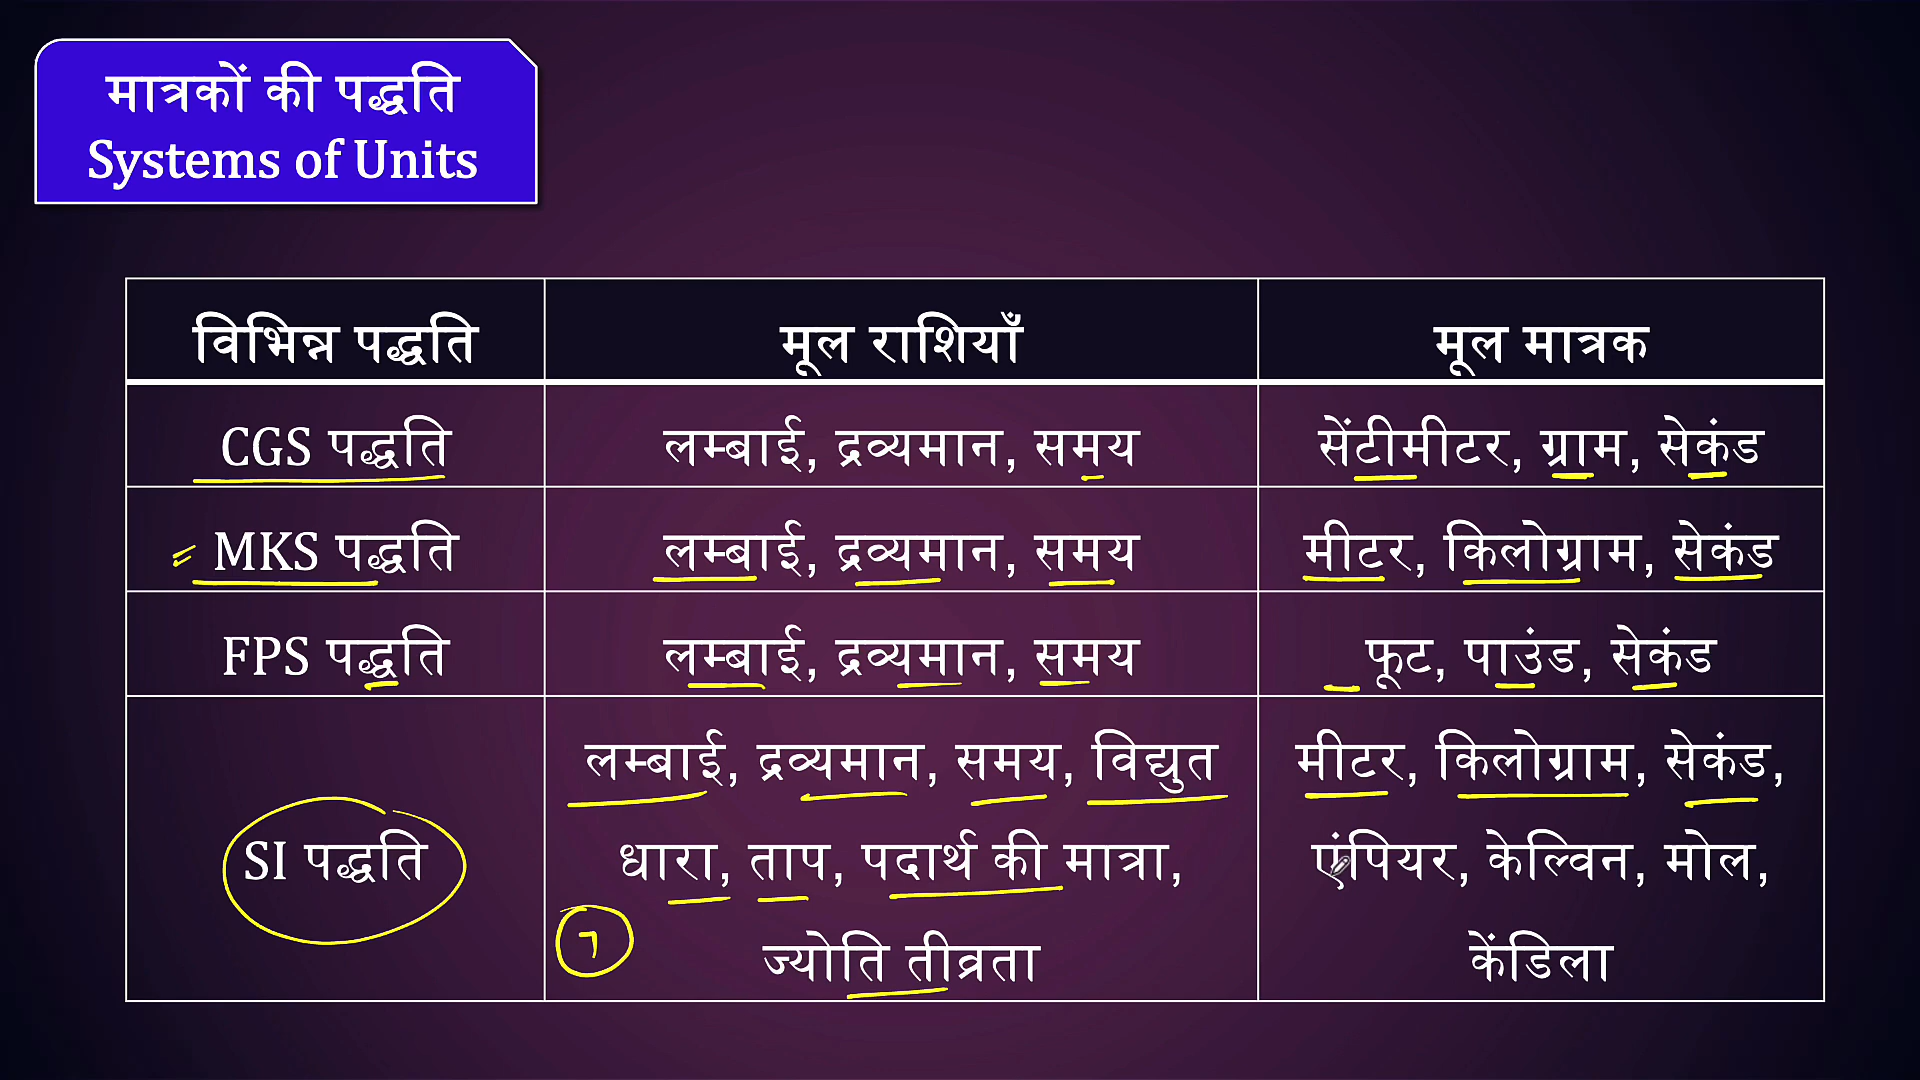 मात्रकों की पद्धति
Systems of Units
विभिन्न पद्धति मूल राशियाँ मूल मात्रक
CGS पद्धति लम्बाई, द्रव्यमान, समय सेंटीमीटर, ग्राम, सेकंड
MKS पद्धति लम्बाई, द्रव्यमान, समय मीटर, किलोग्राम, सेकंड
FPS पद्धति लम्बाई, द्रव्यमान, समय फूट, पाउंड, सेकंड
लम्बाई, द्रव्यमान, समय, विद्युत मीटर, किलोग्राम, सेकंड,
SI पद्धति धारा, ताप, पदार्थ की मात्रा, एंपियर, केल्विन, मोल,
7 ज्योति तीव्रता केंडिला